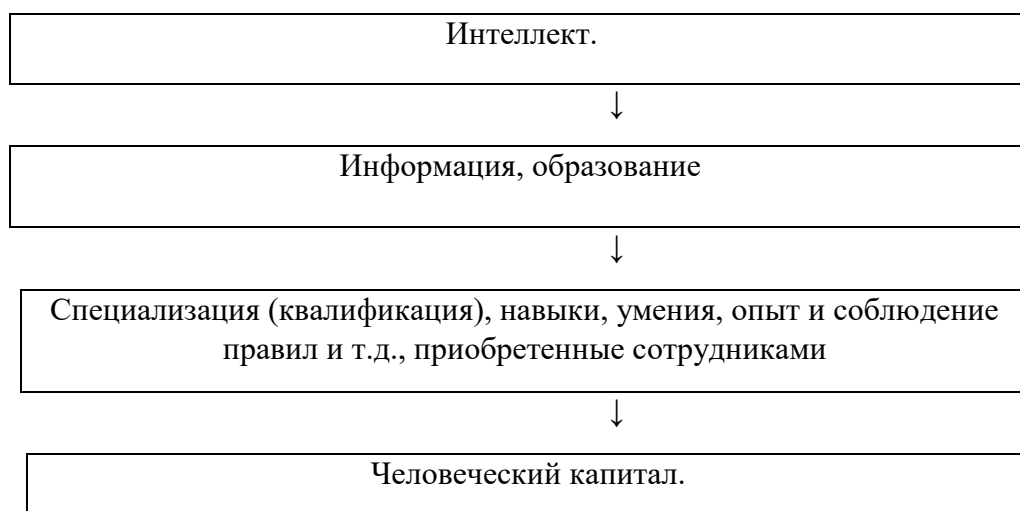 Интеллект.
↓
Информация, образование
↓
Специализация (квалификация), навыки, умения, опыт и соблюдение
правил и т.д., приобретенные сотрудниками
↓
Человеческий капитал.